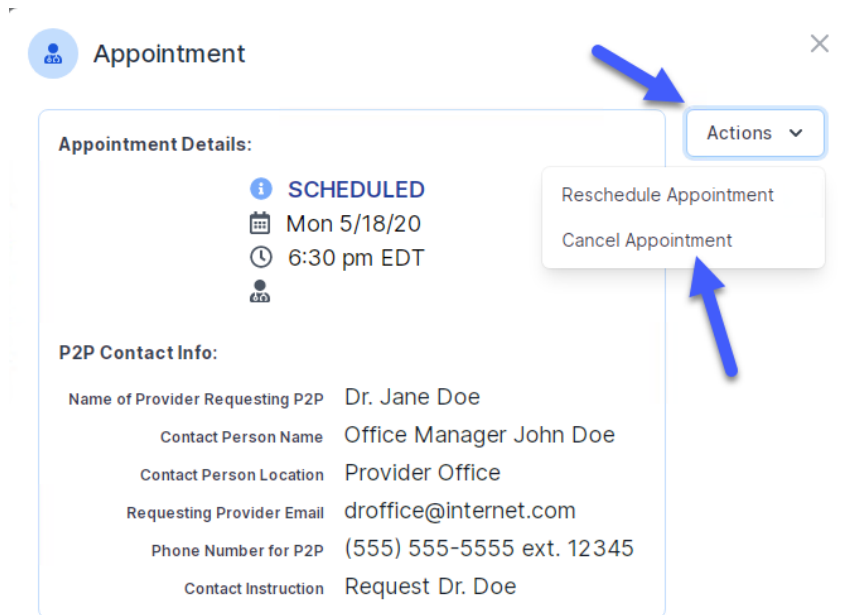 Appointment
Actions
Appointment Details:
SCHEDULED
Reschedule Appointment
Mon 5/18/20
Cancel Appointment
6:30 pm EDT
P2P Contact Info:
Name of Provider Requesting P2P Dr. Jane Doe
Contact Person Name Office Manager John Doe
Contact Person Location Provider Office
Requesting Provider Email droffice@internet.com
Phone Number for P2P (555) 555-5555 ext. 12345
Contact Instruction Request Dr. Doe